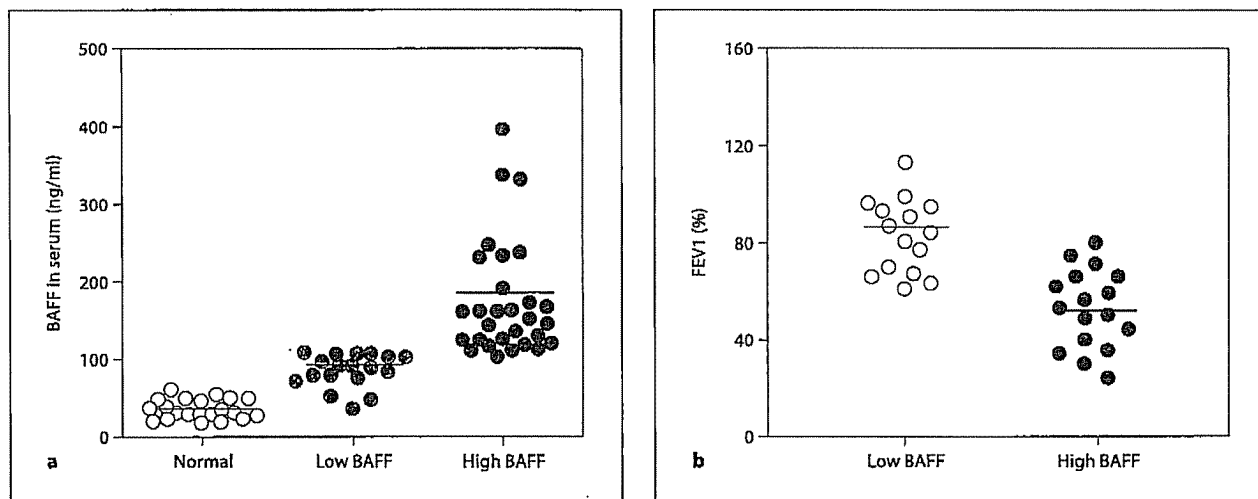 500
400
300
200
100
0
BAFF in serum (ng/ml)
Normal
Low BAFF
High BAFF
a
160
120
80
40
0
FEV1 (%)
Low BAFF
High BAFF
b